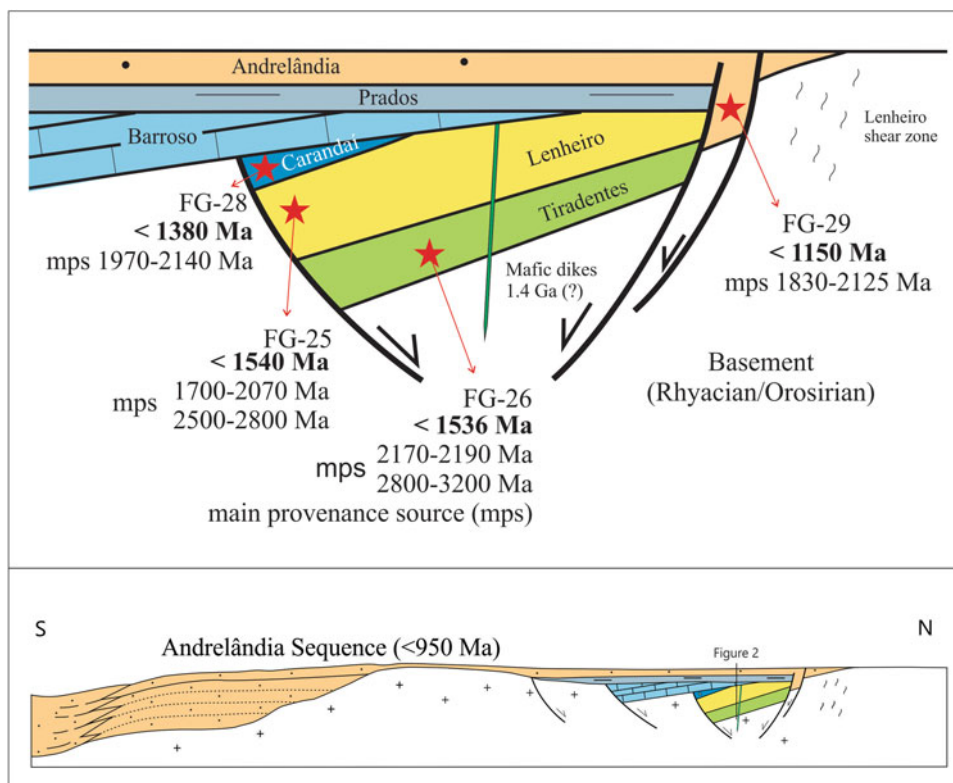 Andrelândia
Prados
Barroso
Carandaí
Lenheiro
Tiradentes
Lenheiro
shear zone
FG-28
< 1380 Ma
mps 1970-2140 Ma
FG-29
< 1150 Ma
mps 1830-2125 Ma
Mafic dikes
1.4 Ga (?)
FG-25
< 1540 Ma
mps 1700-2070 Ma
2500-2800 Ma
Basement
(Rhyacian/Orosirian)
FG-26
< 1536 Ma
mps 2170-2190 Ma
2800-3200 Ma
main provenance source (mps)
S
N
Andrelândia Sequence (<950 Ma)
Figure 2